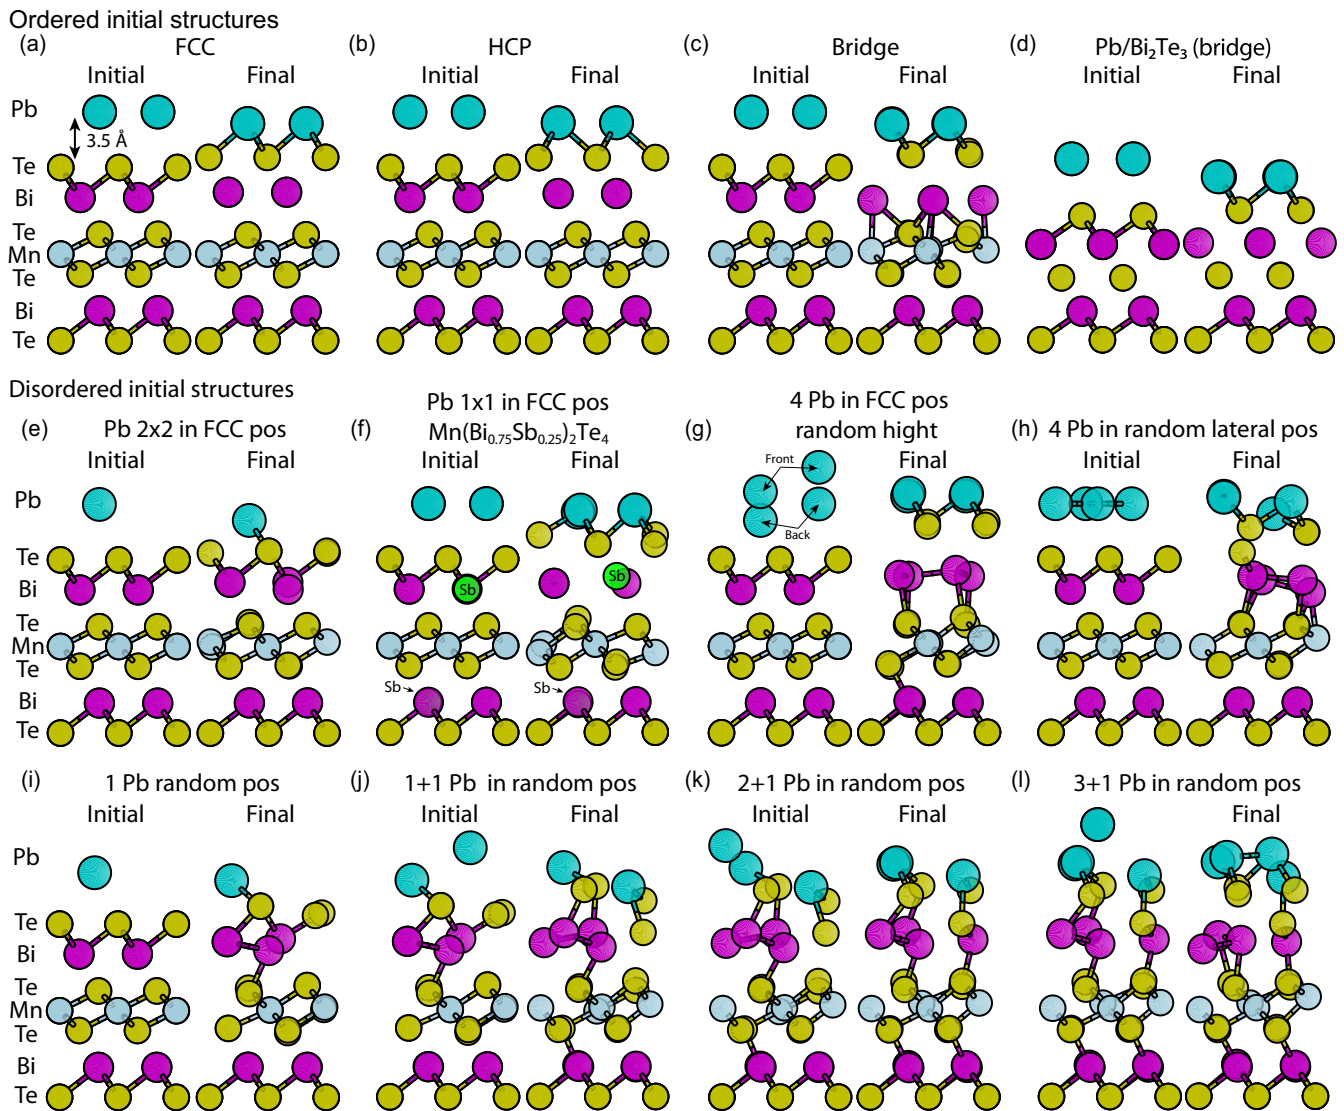 Ordered initial structures
(a) FCC
Initial Final
(b) HCP
Initial Final
(c) Bridge
Initial Final
(d) Pb/Bi₂Te₃ (bridge)
Initial Final
Pb
3.5 Å
Te
Bi
Te
Mn
Te
Bi
Te
Disordered initial structures
(e) Pb 2x2 in FCC pos
Initial Final
(f) Pb 1x1 in FCC pos
Mn(Bi₀.₇₅Sb₀.₂₅)₂Te₄
Initial Final
(g) 4 Pb in FCC pos
random hight
Front
Back
Final
(h) 4 Pb in random lateral pos
Initial Final
Pb
Te
Bi
Sb Sb
Te
Mn
Te
Bi
Sb Sb
Te
(i) 1 Pb random pos
Initial Final
(j) 1+1 Pb in random pos
Initial Final
(k) 2+1 Pb in random pos
Initial Final
(l) 3+1 Pb in random pos
Initial Final
Pb
Te
Bi
Te
Mn
Te
Bi
Te